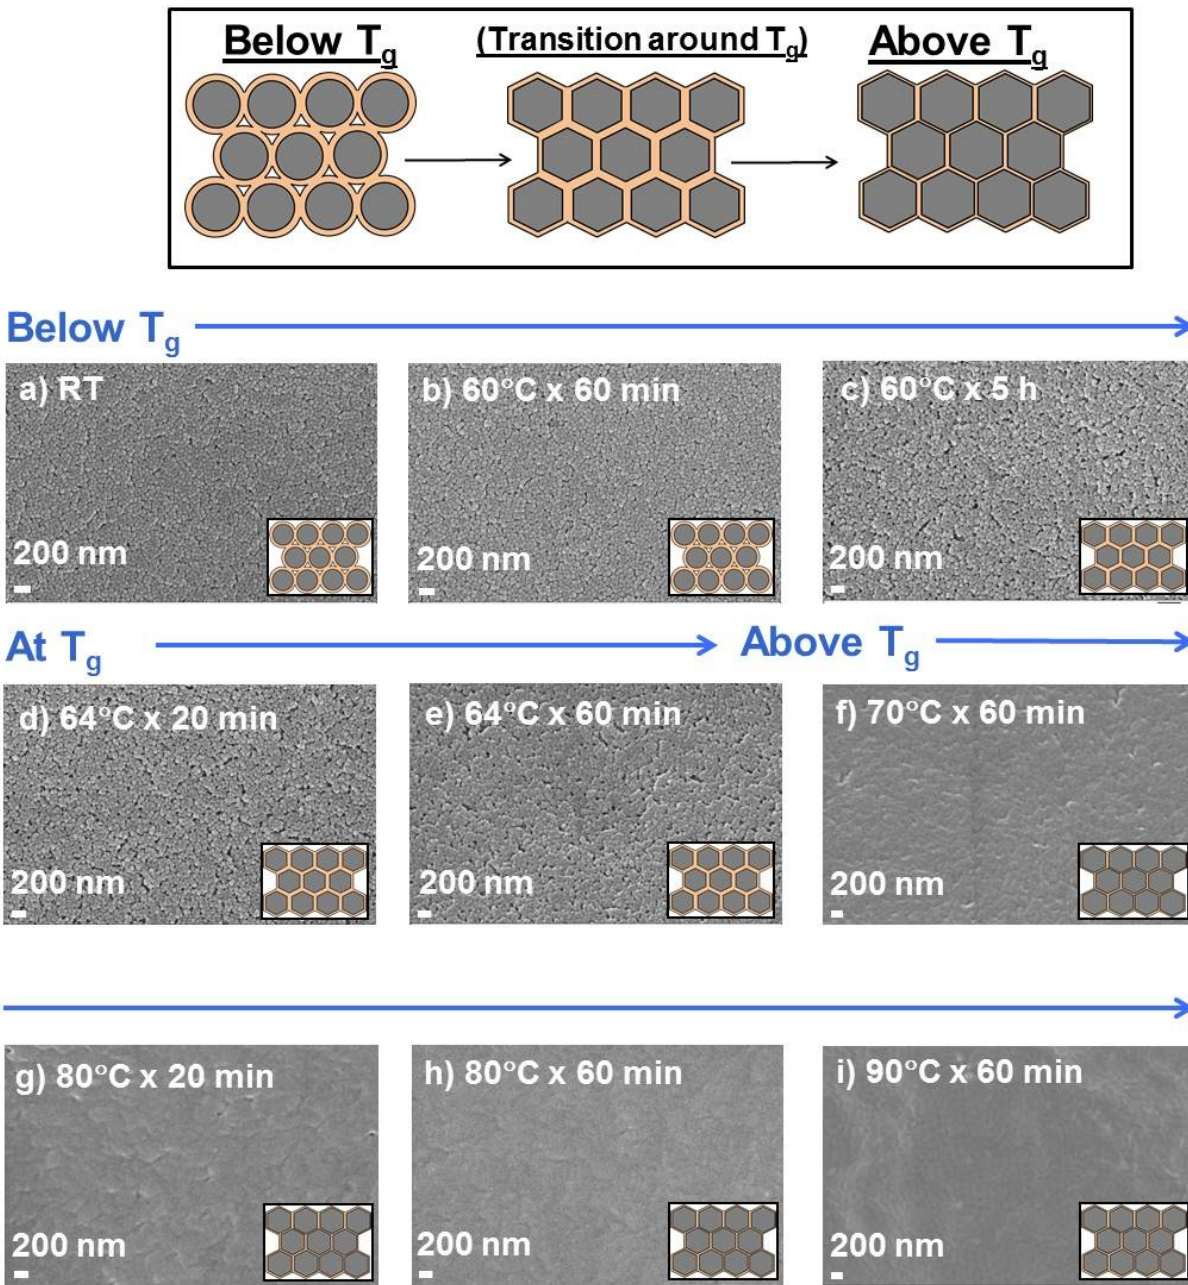 Below Tg
(Transition around Tg)
Above Tg
Below Tg
a) RT
200 nm
b) 60°C x 60 min
200 nm
c) 60°C x 5 h
200 nm
At Tg
Above Tg
d) 64°C x 20 min
200 nm
e) 64°C x 60 min
200 nm
f) 70°C x 60 min
200 nm
g) 80°C x 20 min
200 nm
h) 80°C x 60 min
200 nm
i) 90°C x 60 min
200 nm